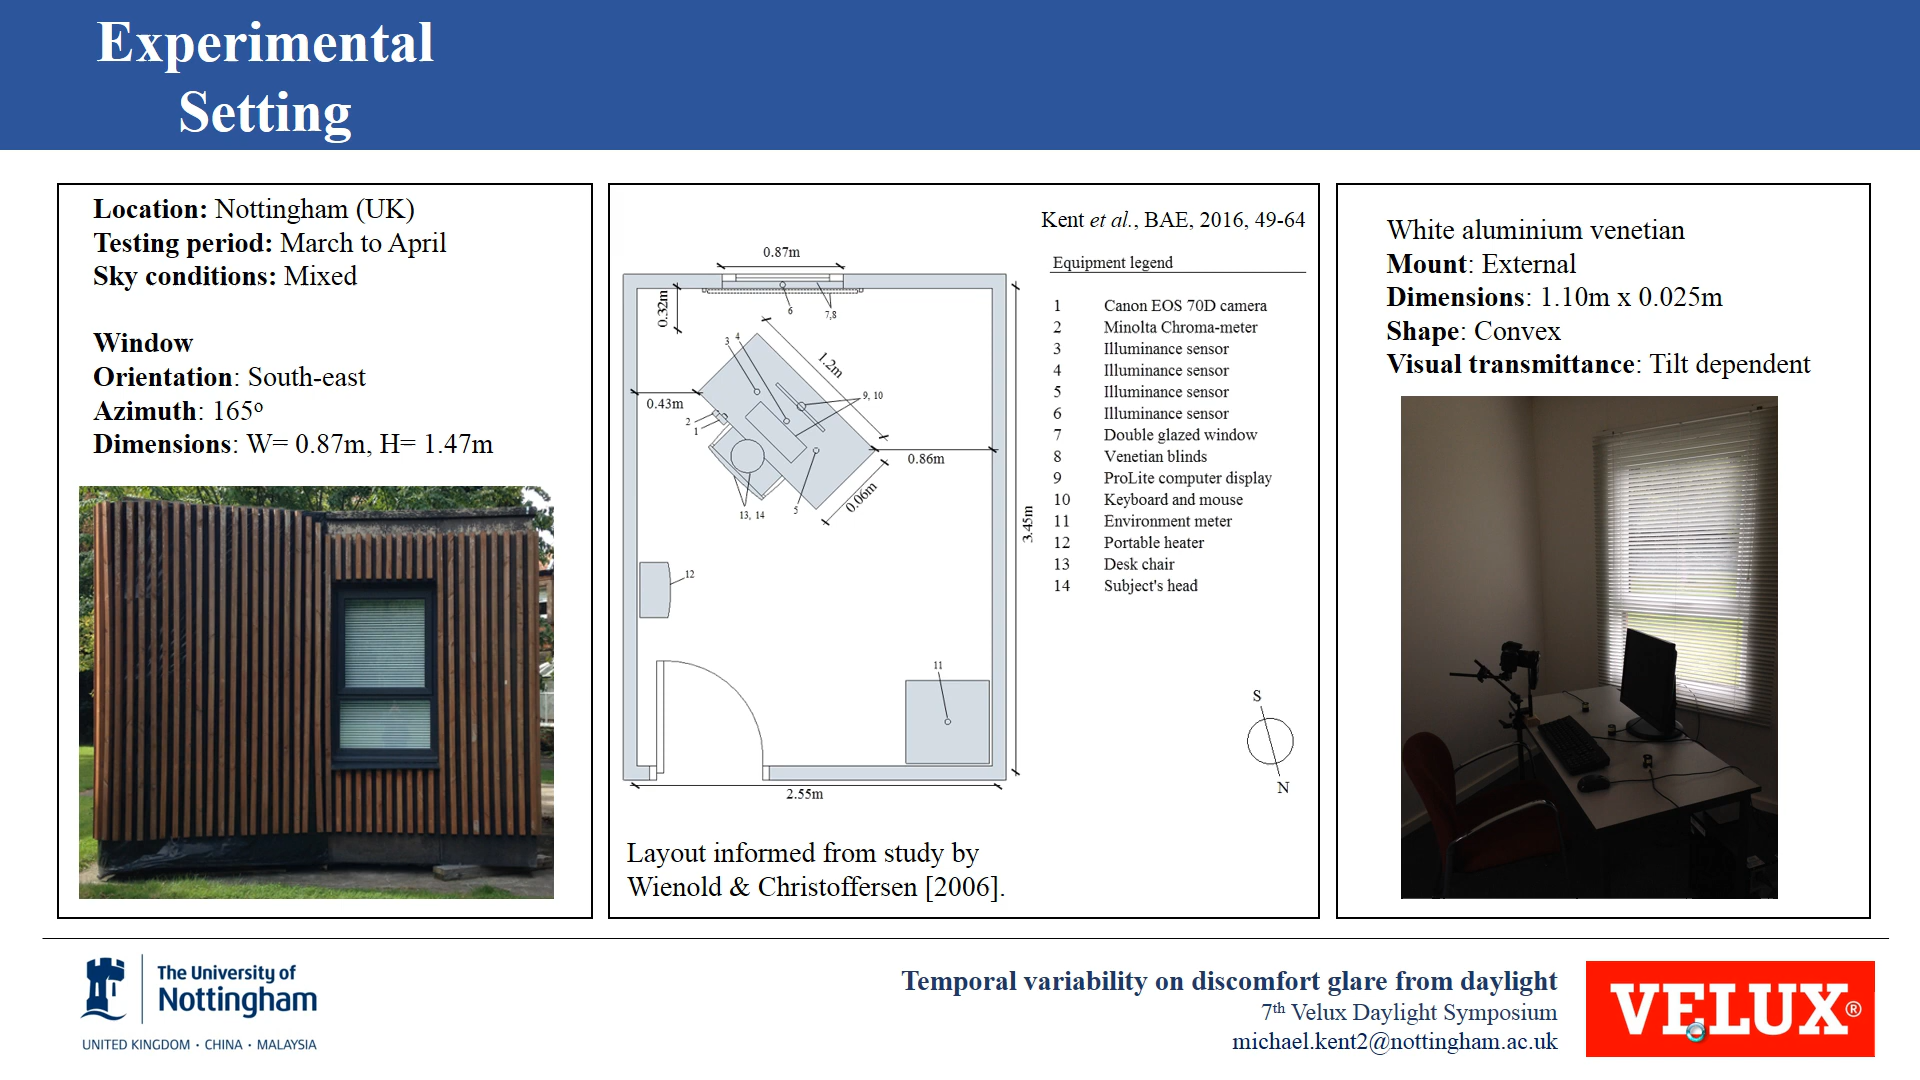 Experimental
Setting
Location: Nottingham (UK)
Testing period: March to April
Sky conditions: Mixed
Window
Orientation: South-east
Azimuth: 165º
Dimensions: W= 0.87m, H= 1.47m
Kent et al., BAE, 2016, 49-64
0.87m
0.32m
6
7,8
3
4
1.2m
0.43m
9, 10
2
1
0.86m
0.06m
13, 14
5
3.45m
12
11
2.55m
Equipment legend
1 Canon EOS 70D camera
2 Minolta Chroma-meter
3 Illuminance sensor
4 Illuminance sensor
5 Illuminance sensor
6 Illuminance sensor
7 Double glazed window
8 Venetian blinds
9 ProLite computer display
10 Keyboard and mouse
11 Environment meter
12 Portable heater
13 Desk chair
14 Subject's head
S
N
Layout informed from study by
Wienold & Christoffersen [2006].
White aluminium venetian
Mount: External
Dimensions: 1.10m x 0.025m
Shape: Convex
Visual transmittance: Tilt dependent
The University of
Nottingham
UNITED KINGDOM · CHINA · MALAYSIA
Temporal variability on discomfort glare from daylight
7th Velux Daylight Symposium
michael.kent2@nottingham.ac.uk
VELUX®